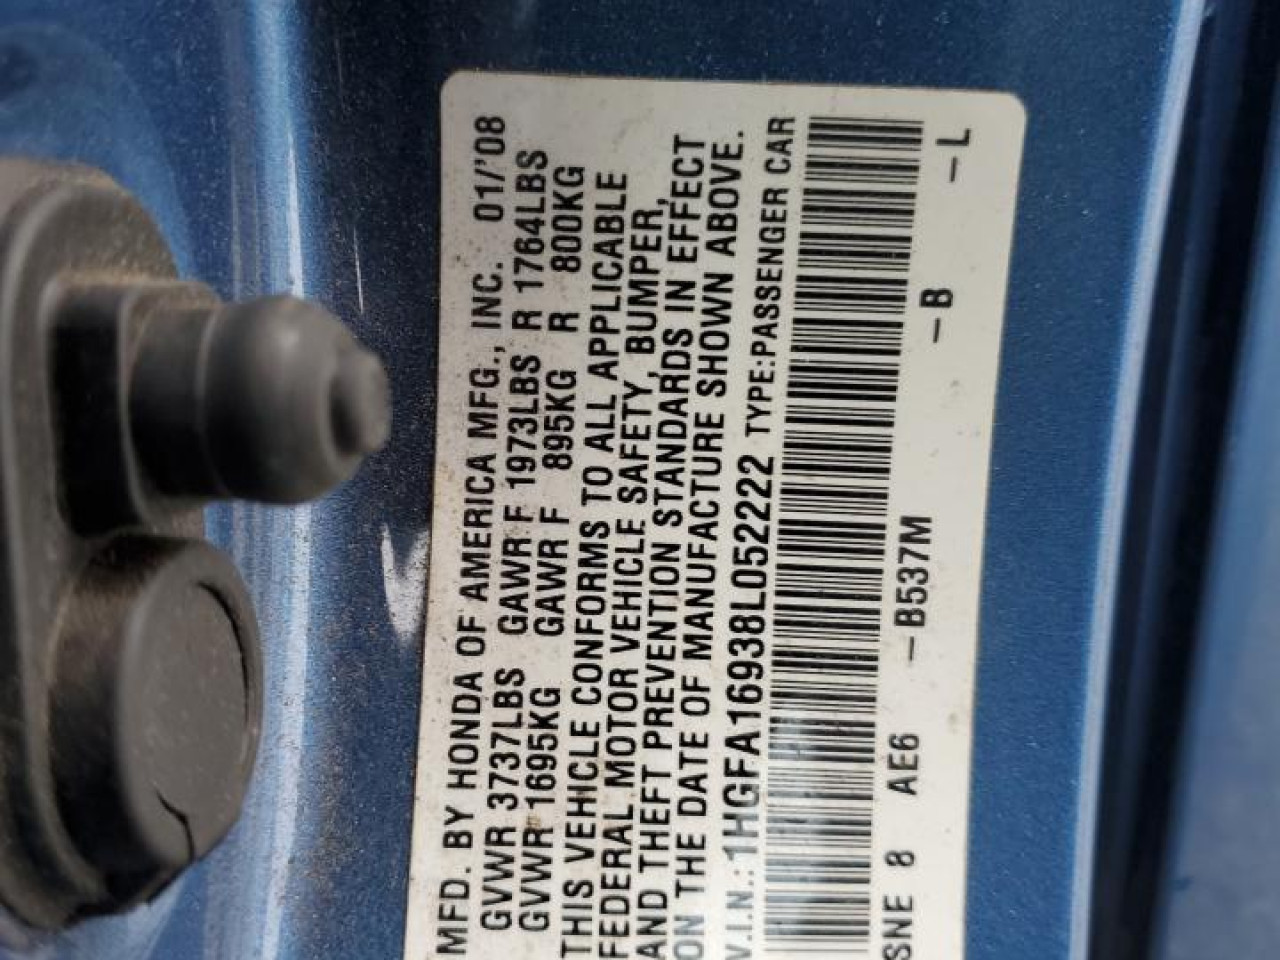 MFD. BY HONDA OF AMERICA MFG., INC. 01/'08
GVWR 3737LBS GAWR F 1973LBS R 1764LBS
GVWR 1695KG GAWR F 895KG R 800KG
THIS VEHICLE CONFORMS TO ALL APPLICABLE
FEDERAL MOTOR VEHICLE SAFETY, BUMPER,
AND THEFT PREVENTION STANDARDS IN EFFECT
ON THE DATE OF MANUFACTURE SHOWN ABOVE.
V.I.N.:1HGFA16938L052222 TYPE:PASSENGER CAR
SNE 8 AE6 -B537M -B -L